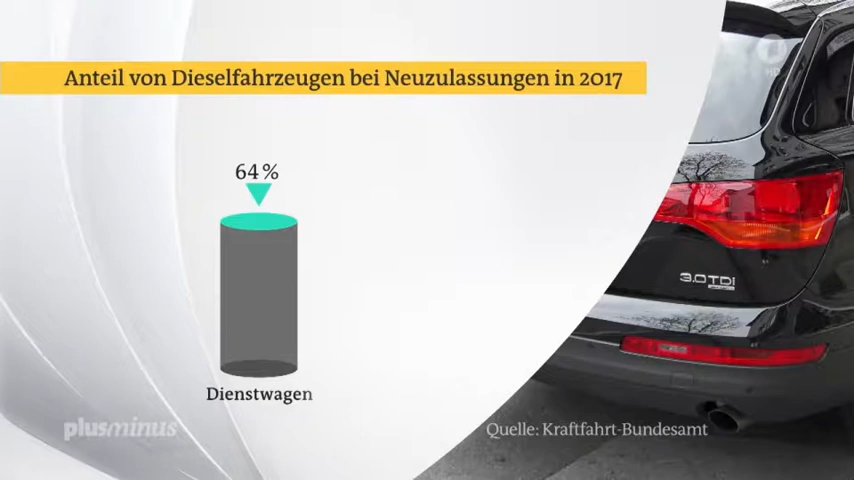 Anteil von Dieselfahrzeugen bei Neuzulassungen in 2017
64%
3.0 TDI
Dienstwagen
plusminus
Quelle: Kraftfahrt-Bundesamt